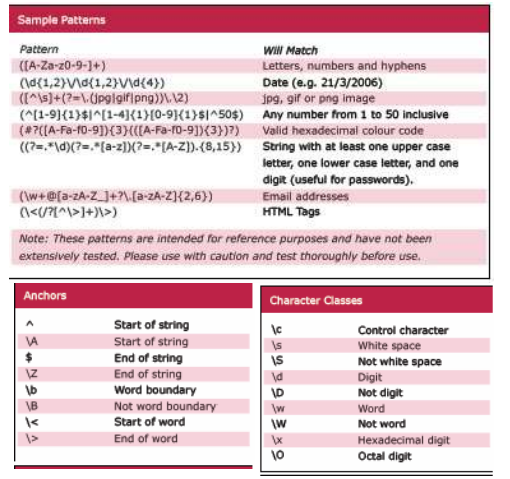 Sample Patterns
Pattern Will Match
([A-Za-z0-9-]+) Letters, numbers and hyphens
(\d{1,2}\/\d{1,2}\/\d{4}) Date (e.g. 21/3/2006)
([^\s]+(?=\.(jpg|gif|png))\.\2) jpg, gif or png image
(^[1-9]{1}$|^[1-4]{1}[0-9]{1}$|^50$) Any number from 1 to 50 inclusive
(#?([A-Fa-f0-9]){3}(([A-Fa-f0-9]){3})?) Valid hexadecimal colour code
((?=.*\d)(?=.*[a-z])(?=.*[A-Z]).{8,15}) String with at least one upper case
letter, one lower case letter, and one
digit (useful for passwords).
(\w+@[a-zA-Z_]+?\.[a-zA-Z]{2,6}) Email addresses
(\<(/?[^\>]+)\>) HTML Tags
Note: These patterns are intended for reference purposes and have not been
extensively tested. Please use with caution and test thoroughly before use.
Anchors
^ Start of string
\A Start of string
$ End of string
\Z End of string
\b Word boundary
\B Not word boundary
\< Start of word
\> End of word
Character Classes
\c Control character
\s White space
\S Not white space
\d Digit
\D Not digit
\w Word
\W Not word
\x Hexadecimal digit
\O Octal digit